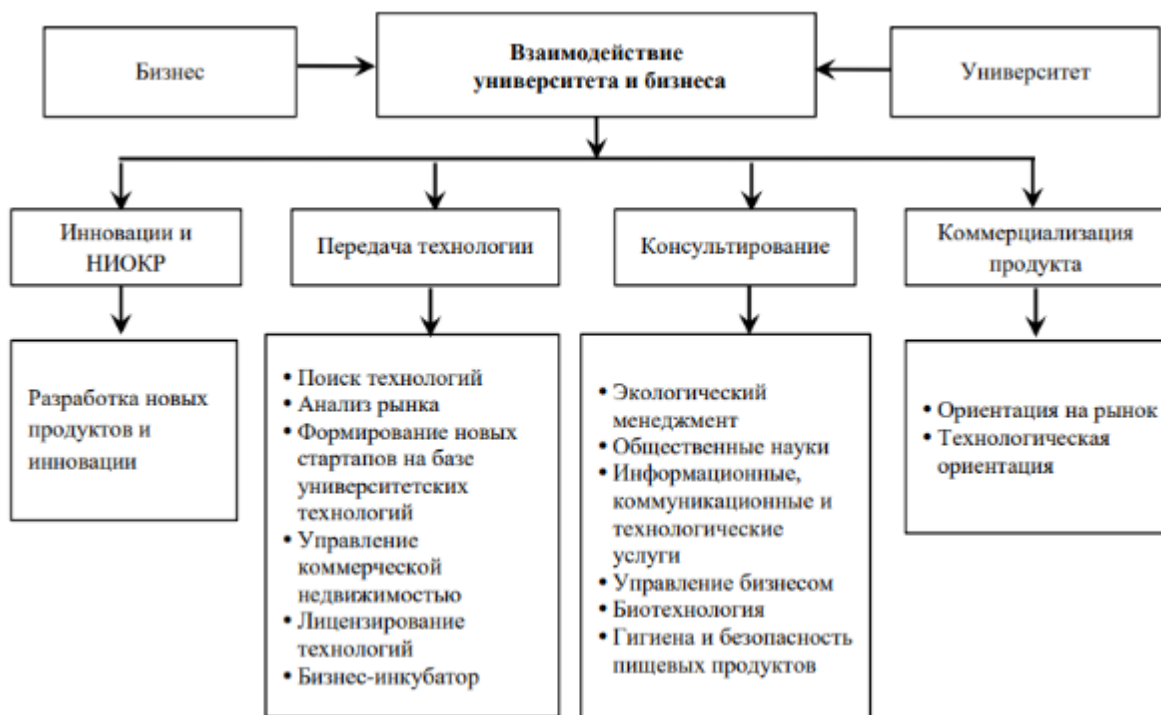 Бизнес
Взаимодействие
университета и бизнеса
Университет
Инновации и
НИОКР
Передача технологии
Консультирование
Коммерциализация
продукта
Разработка новых
продуктов и
инновации
• Поиск технологий
• Анализ рынка
• Формирование новых
стартапов на базе
университетских
технологий
• Управление
коммерческой
недвижимостью
• Лицензирование
технологий
• Бизнес-инкубатор
• Экологический
менеджмент
• Общественные науки
• Информационные,
коммуникационные и
технологические
услуги
• Управление бизнесом
• Биотехнология
• Гигиена и безопасность
пищевых продуктов
• Ориентация на рынок
• Технологическая
ориентация